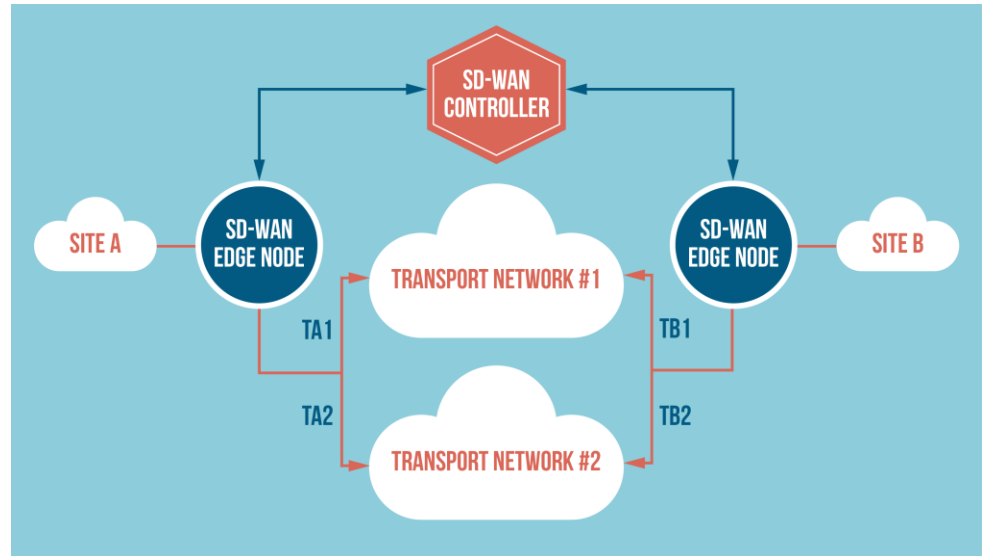 SD-WAN
CONTROLLER
SITE A
SD-WAN
EDGE NODE
SD-WAN
EDGE NODE
SITE B
TRANSPORT NETWORK #1
TA1
TB1
TA2
TB2
TRANSPORT NETWORK #2